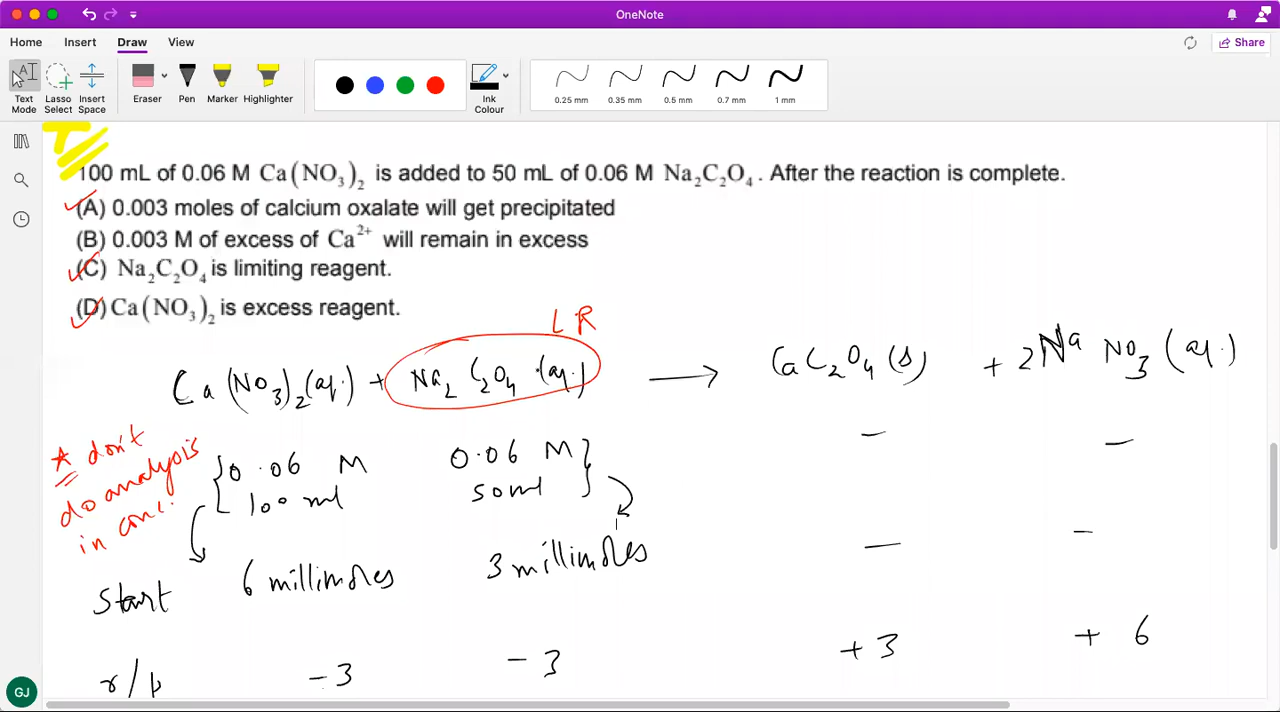 OneNote
Home Insert Draw View
Share
Text Mode
Lasso Select
Insert Space
Eraser
Pen
Marker
Highlighter
0.25 mm 0.35 mm 0.5 mm 0.7 mm 1 mm
Ink Colour
100 mL of 0.06 M Ca(NO₃)₂ is added to 50 mL of 0.06 M Na₂C₂O₄. After the reaction is complete.
(A) 0.003 moles of calcium oxalate will get precipitated
(B) 0.003 M of excess of Ca²⁺ will remain in excess
(C) Na₂C₂O₄ is limiting reagent.
(D) Ca(NO₃)₂ is excess reagent.
LR
Ca(NO₃)₂(aq.) + Na₂C₂O₄(aq.) → CaC₂O₄(s) + 2NaNO₃(aq.)
* don't
do analysis
in conc.
0.06 M 0.06 M – –
100 ml 50 ml
Start 6 millimoles 3 millimoles – –
r/p -3 -3 +3 + 6
GJ